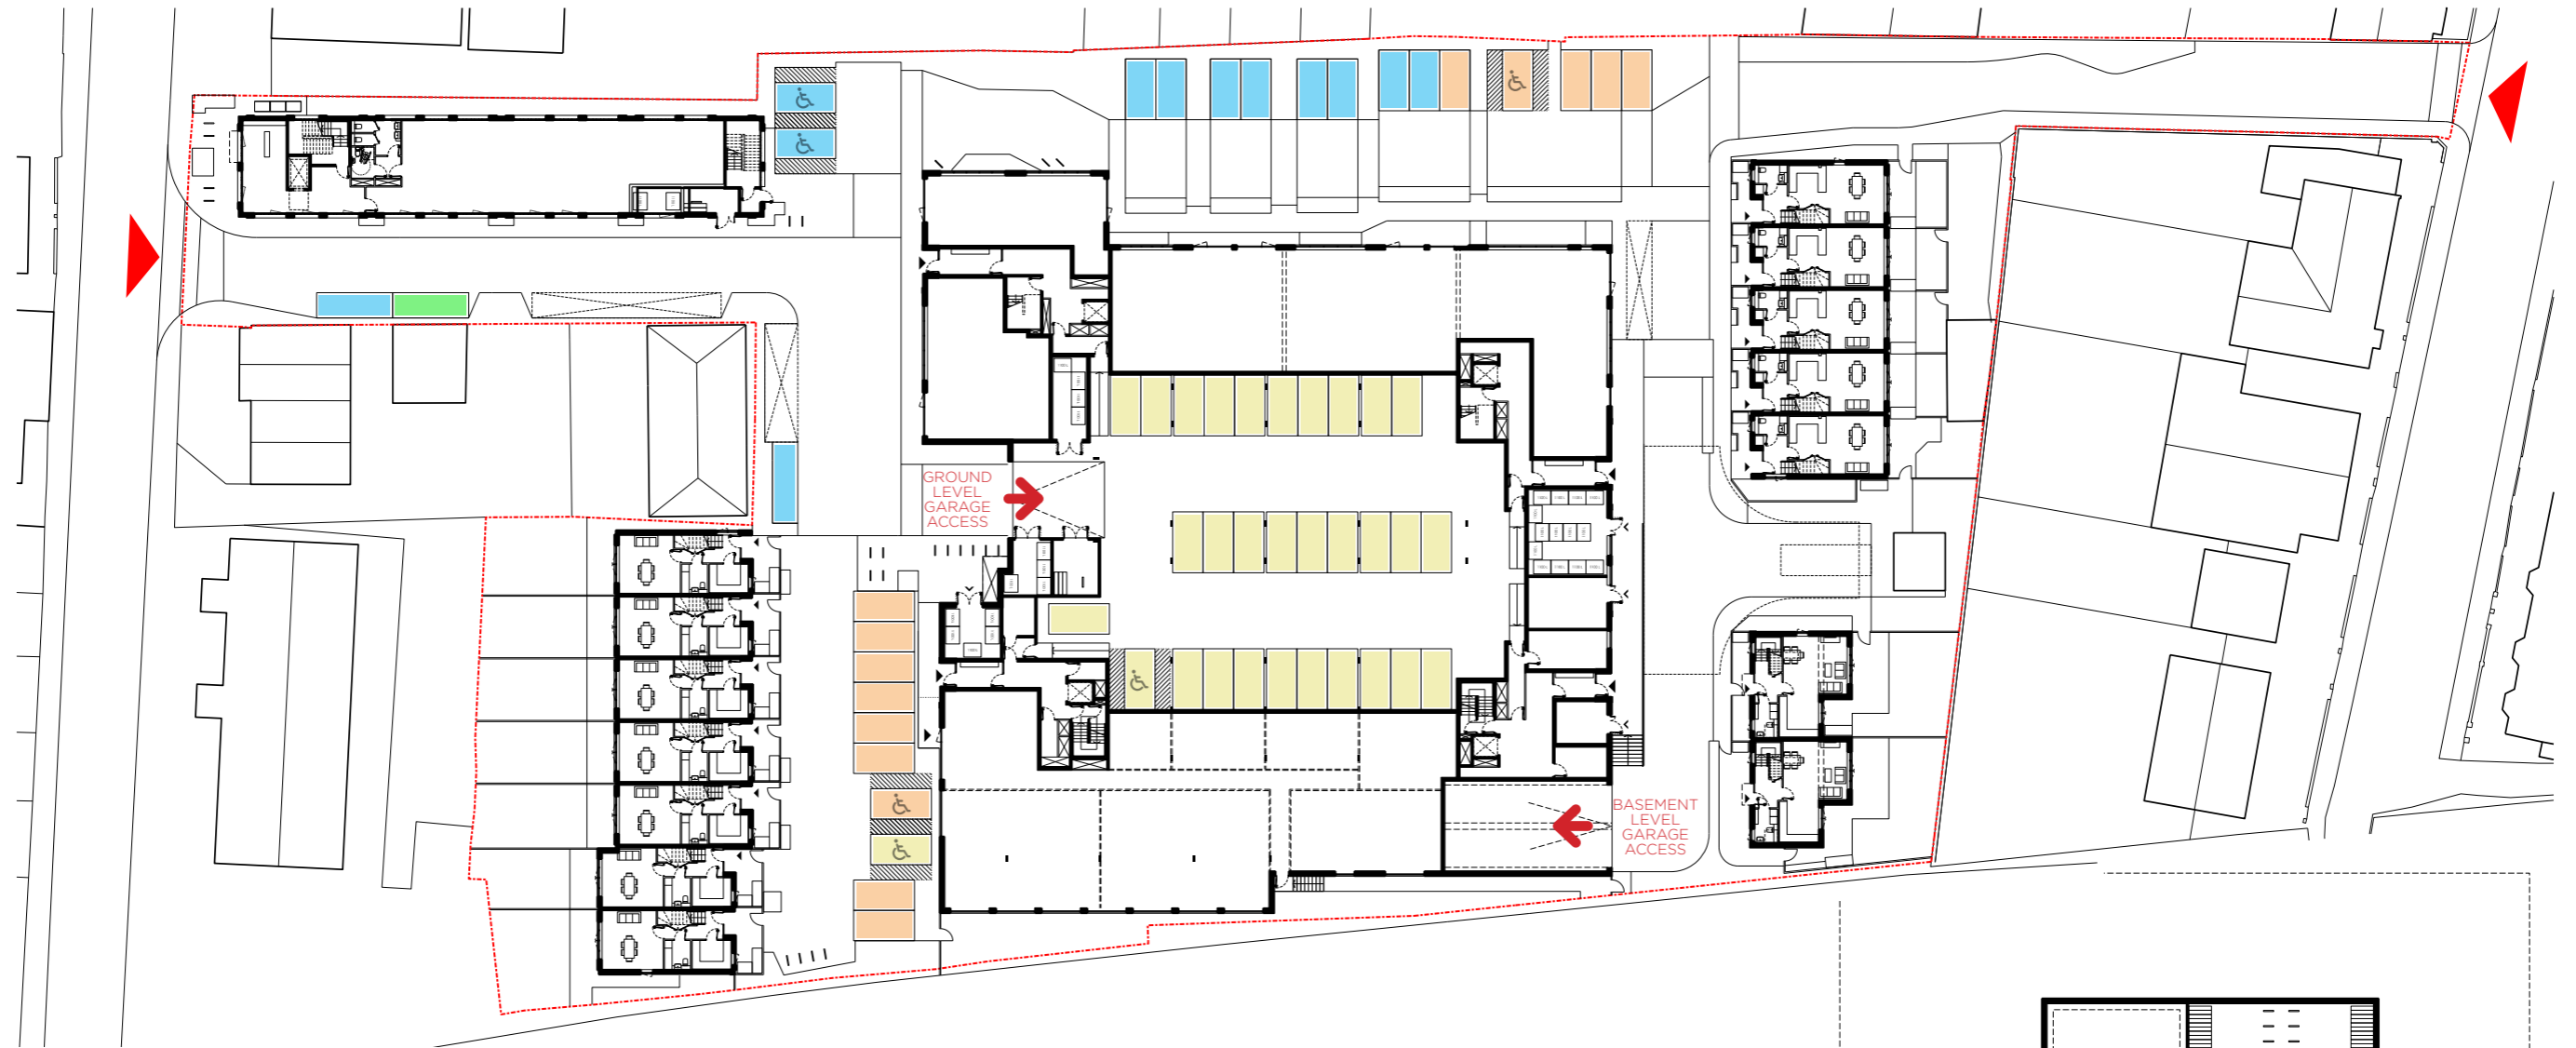 GROUND
LEVEL
GARAGE
ACCESS
BASEMENT
LEVEL
GARAGE
ACCESS